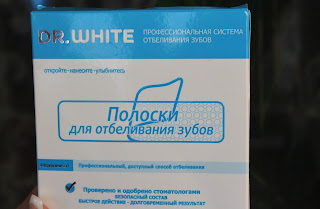 DR.WHITE
ПРОФЕССИОНАЛЬНАЯ СИСТЕМА
ОТБЕЛИВАНИЯ ЗУБОВ
откройте-нанесите-улыбнитесь
Полоски
для отбеливания зубов
Профессиональный, доступный способ отбеливания
Проверено и одобрено стоматологами
БЕЗОПАСНЫЙ СОСТАВ
БЫСТРОЕ ДЕЙСТВИЕ - ДОЛГОВРЕМЕННЫЙ РЕЗУЛЬТАТ